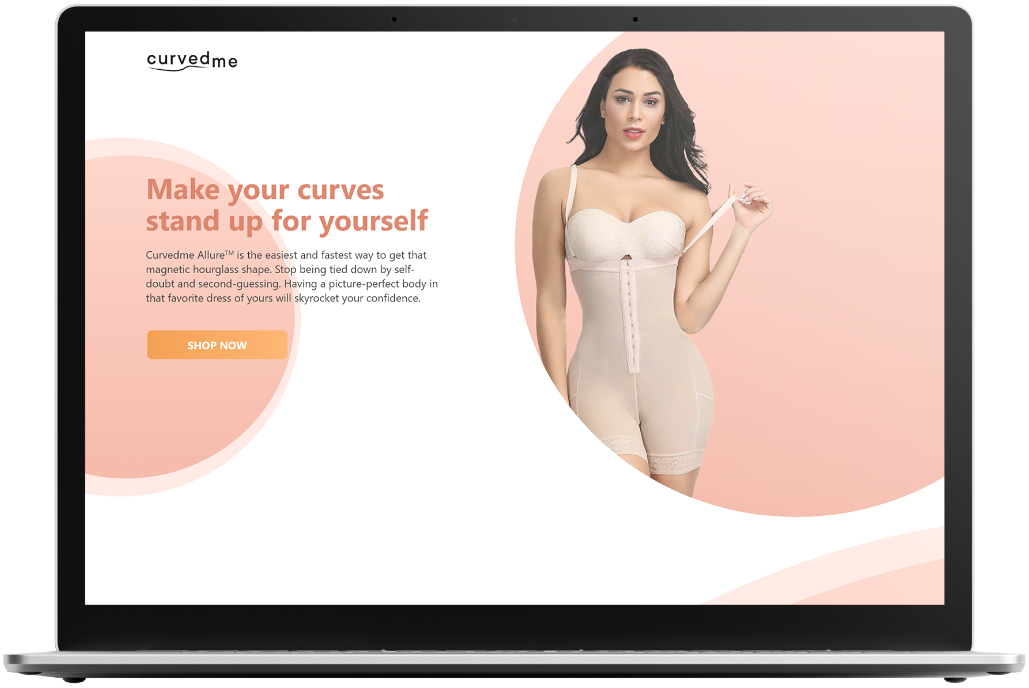 curvedme
Make your curves
stand up for yourself
Curvedme Allure™ is the easiest and fastest way to get that
magnetic hourglass shape. Stop being tied down by self-
doubt and second-guessing. Having a picture-perfect body in
that favorite dress of yours will skyrocket your confidence.
SHOP NOW